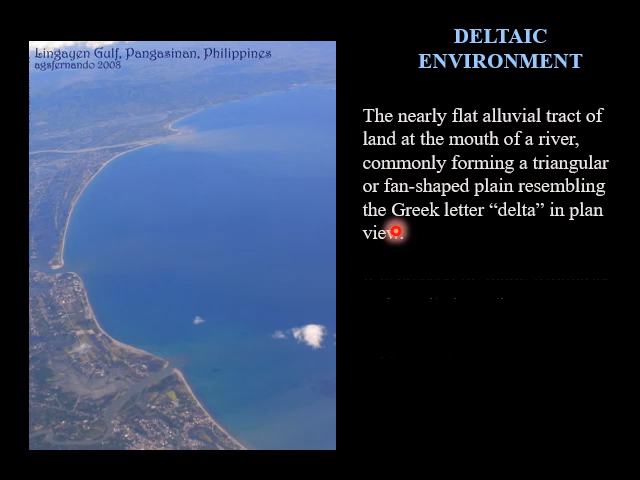 Lingayen Gulf, Pangasinan, Philippines
agsfernando 2008
DELTAIC
ENVIRONMENT
The nearly flat alluvial tract of
land at the mouth of a river,
commonly forming a triangular
or fan-shaped plain resembling
the Greek letter “delta” in plan
view.